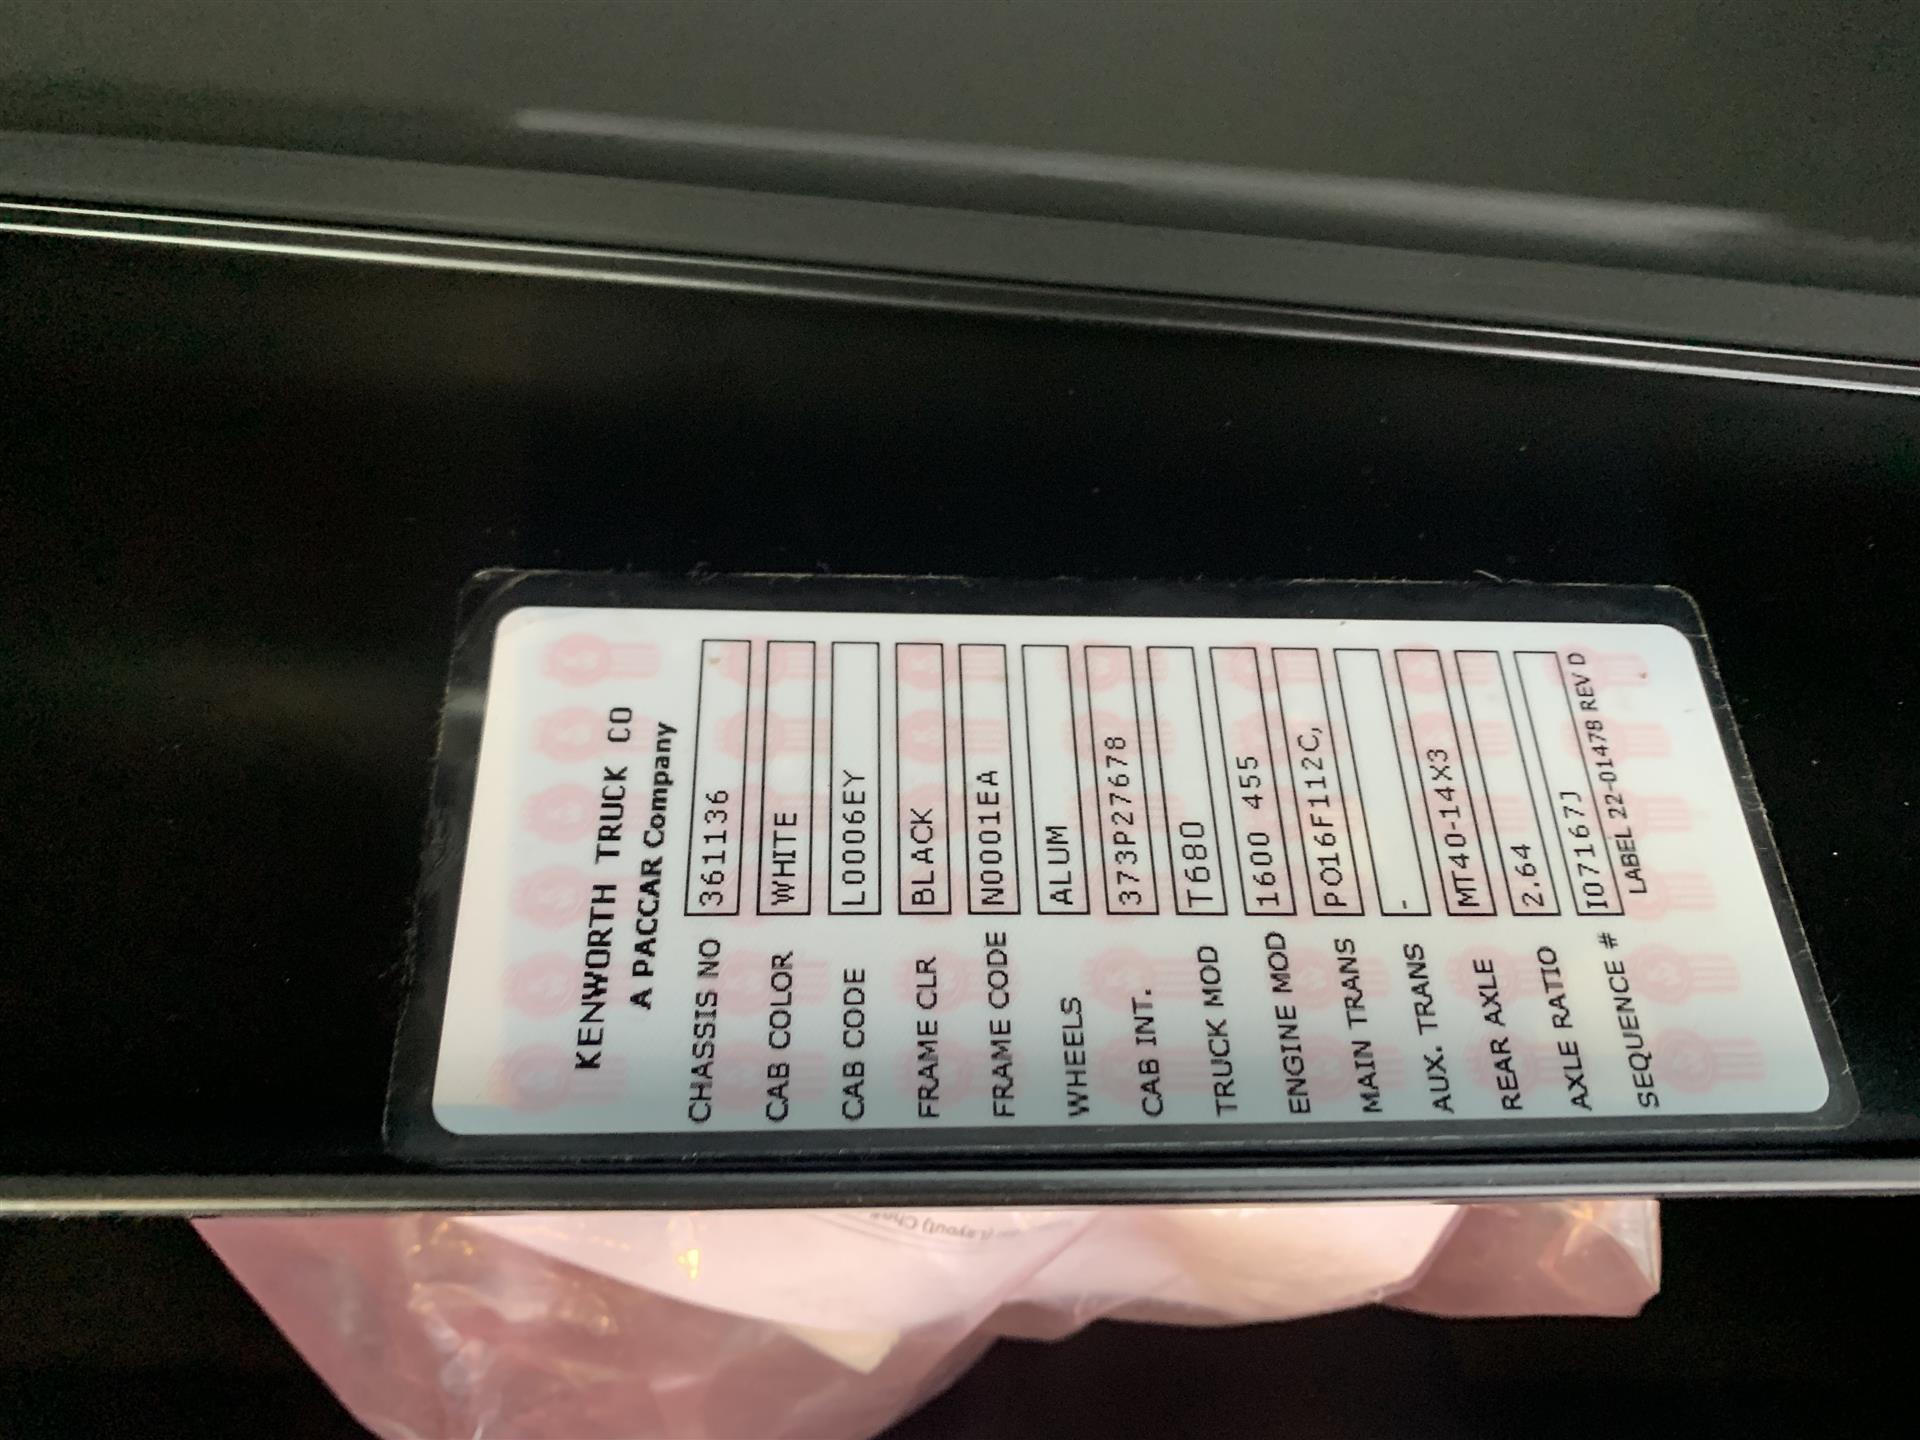 KENWORTH TRUCK CO
A PACCAR Company
CHASSIS NO 361136
CAB COLOR WHITE
CAB CODE L0006EY
FRAME CLR BLACK
FRAME CODE N0001EA
WHEELS ALUM
CAB INT. 373P27678
TRUCK MOD T680
ENGINE MOD 1600 455
MAIN TRANS PO16F112C,
AUX. TRANS -
REAR AXLE MT40-14X3
AXLE RATIO 2.64
SEQUENCE # I07167J
LABEL 22-01478 REV D